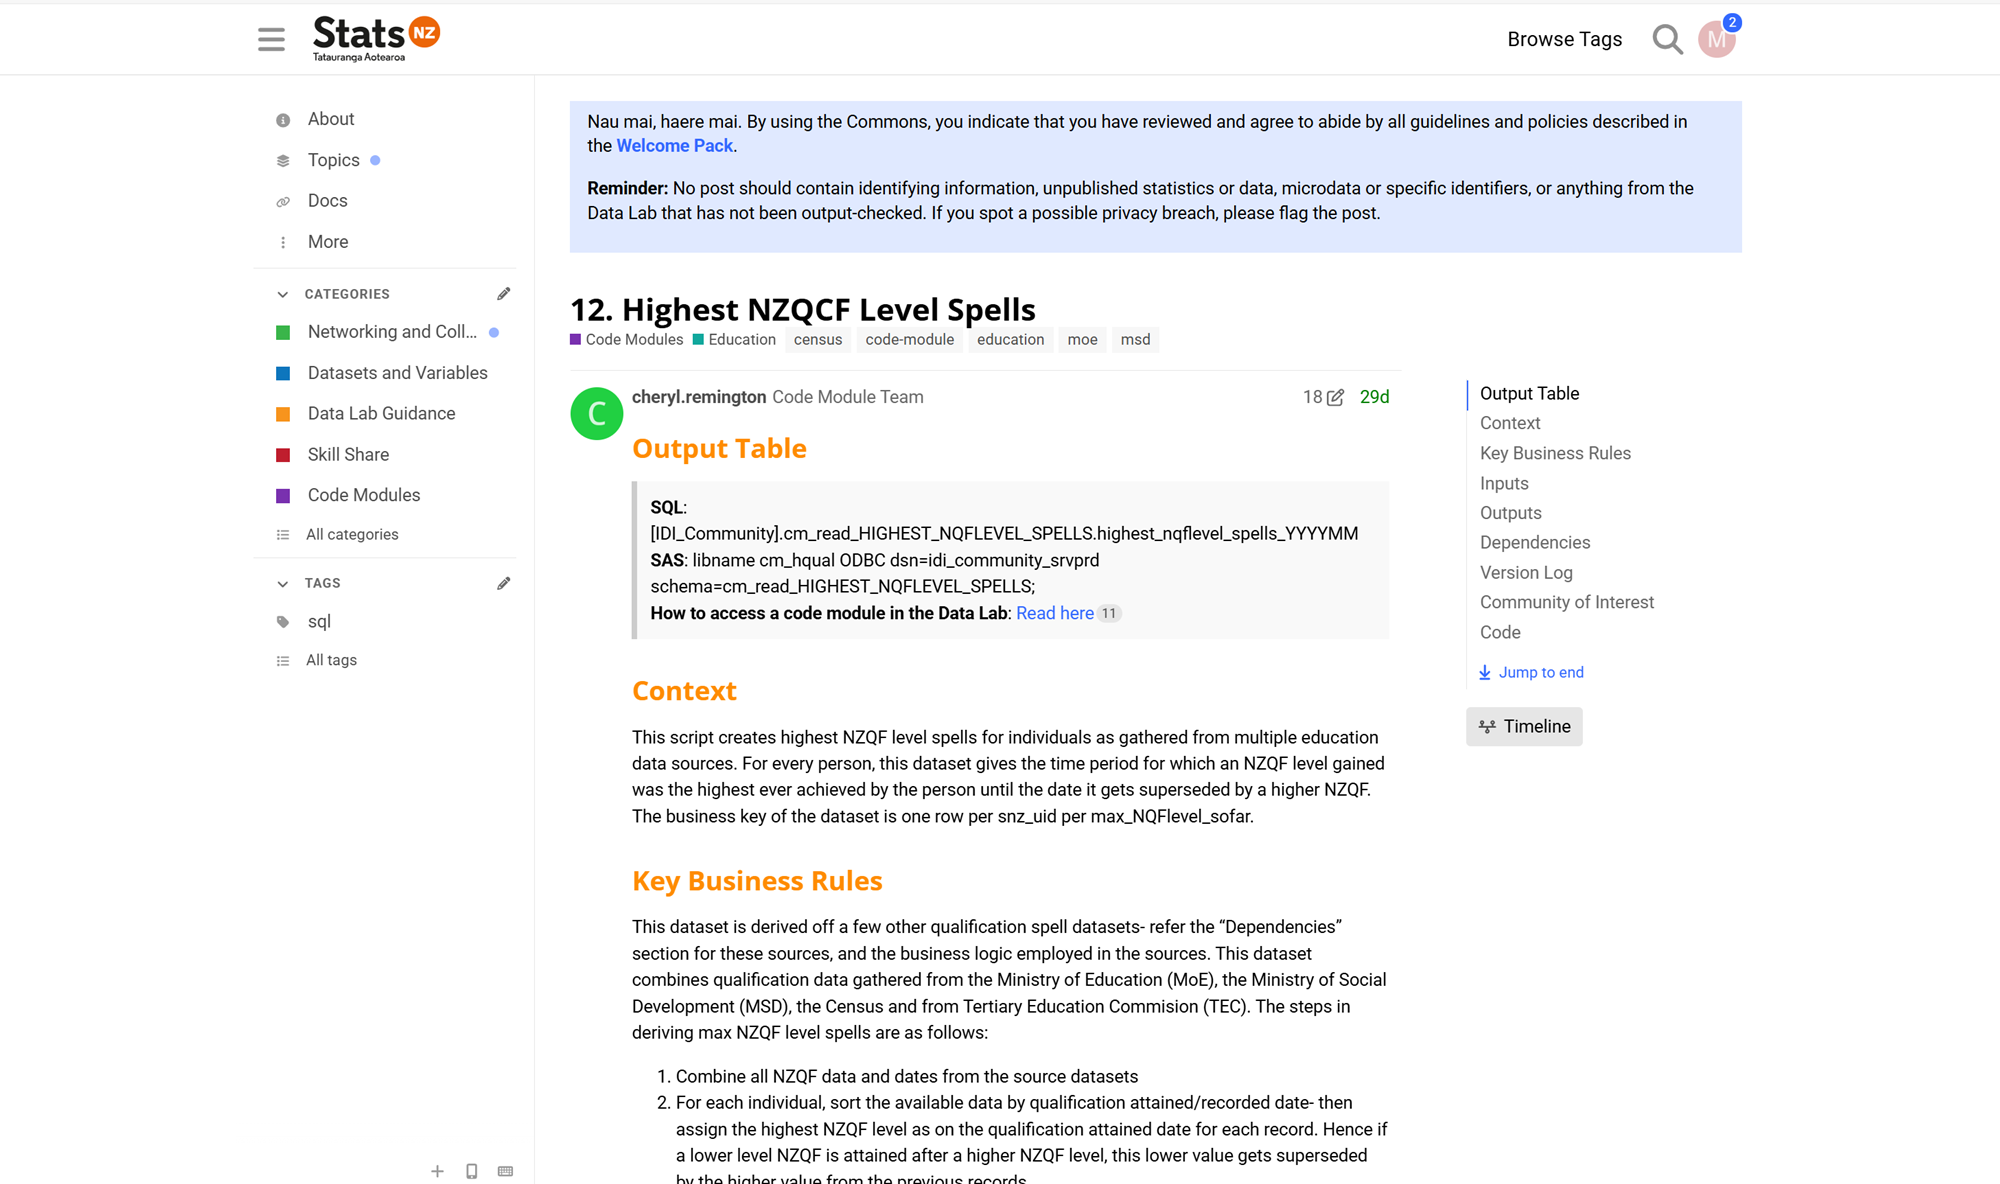 Stats NZ
Tatauranga Aotearoa
Browse Tags
M
2
About
Topics
Docs
More
CATEGORIES
Networking and Coll...
Datasets and Variables
Data Lab Guidance
Skill Share
Code Modules
All categories
TAGS
sql
All tags
Nau mai, haere mai. By using the Commons, you indicate that you have reviewed and agree to abide by all guidelines and policies described in
the Welcome Pack.
Reminder: No post should contain identifying information, unpublished statistics or data, microdata or specific identifiers, or anything from the
Data Lab that has not been output-checked. If you spot a possible privacy breach, please flag the post.
12. Highest NZQCF Level Spells
Code Modules Education census code-module education moe msd
C
cheryl.remington Code Module Team 18 29d
Output Table
SQL:
[IDI_Community].cm_read_HIGHEST_NQFLEVEL_SPELLS.highest_nqflevel_spells_YYYYMM
SAS: libname cm_hqual ODBC dsn=idi_community_srvprd
schema=cm_read_HIGHEST_NQFLEVEL_SPELLS;
How to access a code module in the Data Lab: Read here 11
Context
This script creates highest NZQF level spells for individuals as gathered from multiple education
data sources. For every person, this dataset gives the time period for which an NZQF level gained
was the highest ever achieved by the person until the date it gets superseded by a higher NZQF.
The business key of the dataset is one row per snz_uid per max_NQFlevel_sofar.
Key Business Rules
This dataset is derived off a few other qualification spell datasets- refer the “Dependencies”
section for these sources, and the business logic employed in the sources. This dataset
combines qualification data gathered from the Ministry of Education (MoE), the Ministry of Social
Development (MSD), the Census and from Tertiary Education Commision (TEC). The steps in
deriving max NZQF level spells are as follows:
1. Combine all NZQF data and dates from the source datasets
2. For each individual, sort the available data by qualification attained/recorded date- then
assign the highest NZQF level as on the qualification attained date for each record. Hence if
a lower level NZQF is attained after a higher NZQF level, this lower value gets superseded
by the higher value from the previous records.
Output Table
Context
Key Business Rules
Inputs
Outputs
Dependencies
Version Log
Community of Interest
Code
Jump to end
Timeline